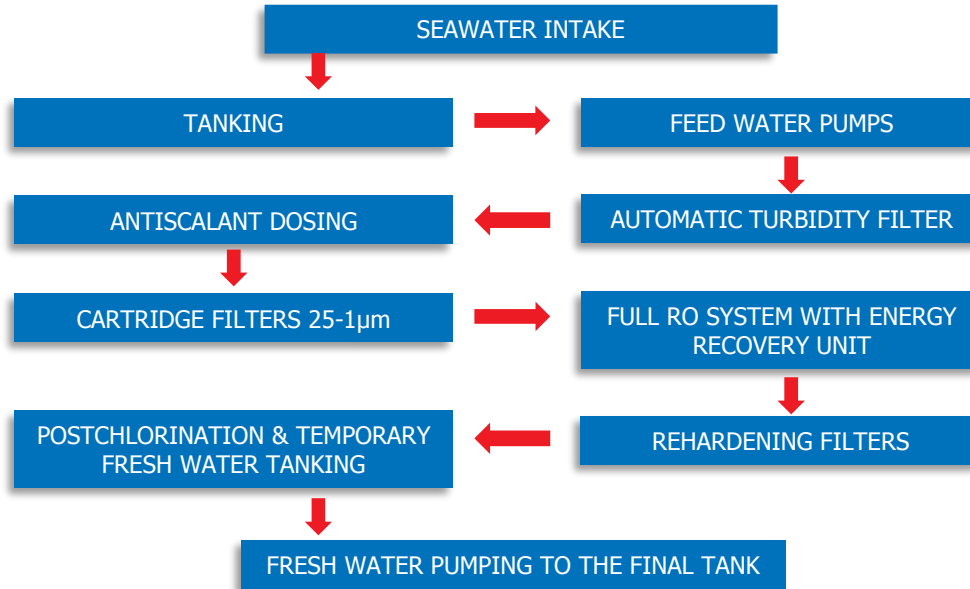 SEAWATER INTAKE
TANKING
FEED WATER PUMPS
AUTOMATIC TURBIDITY FILTER
ANTISCALANT DOSING
CARTRIDGE FILTERS 25-1µm
FULL RO SYSTEM WITH ENERGY
RECOVERY UNIT
REHARDENING FILTERS
POSTCHLORINATION & TEMPORARY
FRESH WATER TANKING
FRESH WATER PUMPING TO THE FINAL TANK